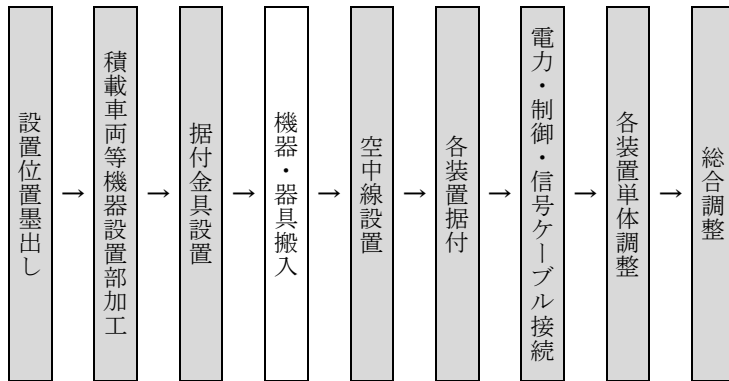 設置位置墨出し
→
積載車両等機器設置部加工
→
据付金具設置
→
機器・器具搬入
→
空中線設置
→
各装置据付
→
電力・制御・信号ケーブル接続
→
各装置単体調整
→
総合調整